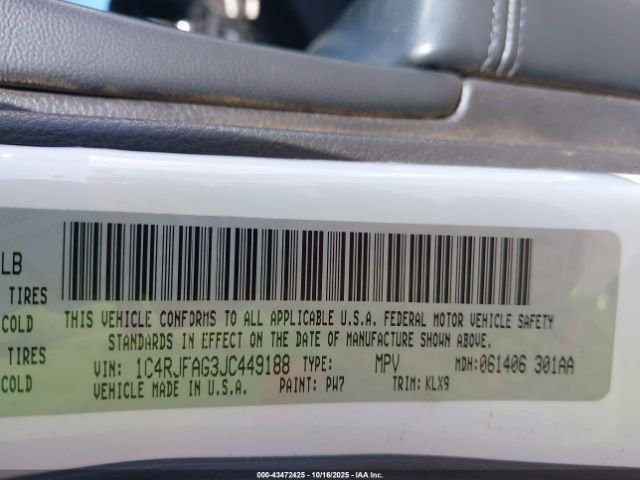 LB
TIRES
COLD
TIRES
COLD
THIS VEHICLE CONFORMS TO ALL APPLICABLE U.S.A. FEDERAL MOTOR VEHICLE SAFETY
STANDARDS IN EFFECT ON THE DATE OF MANUFACTURE SHOWN ABOVE.
VIN: 1C4RJFAG3JC449188 TYPE: MPV MDH: 061406 301AA
VEHICLE MADE IN U.S.A. PAINT: PW7 TRIM: KLX9
000-43472425 - 10/16/2025 - IAA Inc.